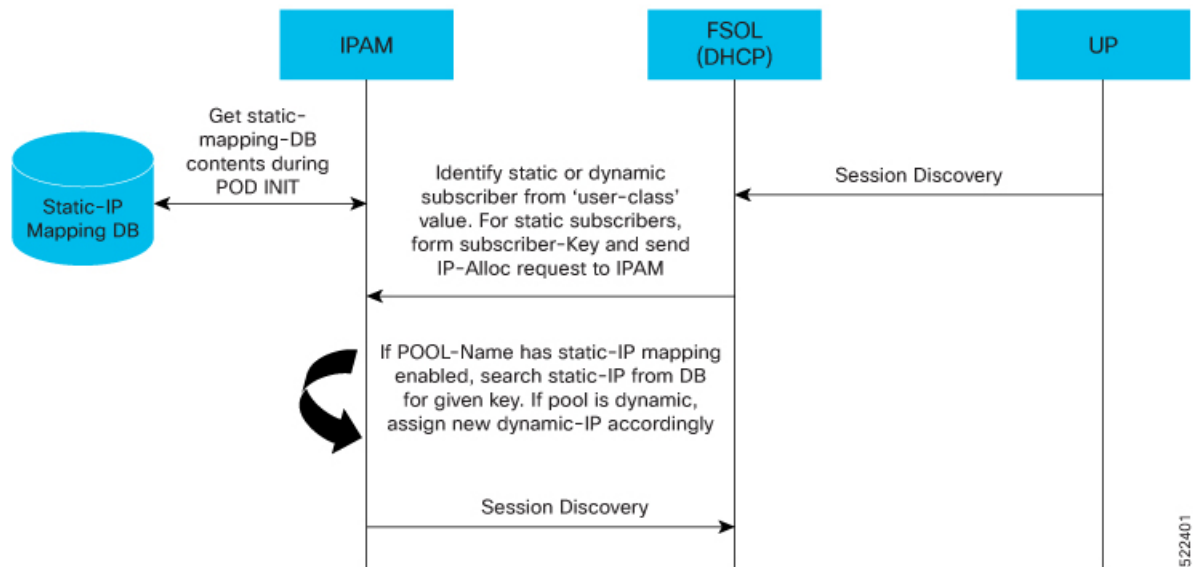 IPAM
FSOL
(DHCP)
UP
Get static-
mapping-DB
contents during
POD INIT
Static-IP
Mapping DB
Identify static or dynamic
subscriber from ‘user-class’
value. For static subscribers,
form subscriber-Key and send
IP-Alloc request to IPAM
Session Discovery
If POOL-Name has static-IP mapping
enabled, search static-IP from DB
for given key. If pool is dynamic,
assign new dynamic-IP accordingly
Session Discovery
522401